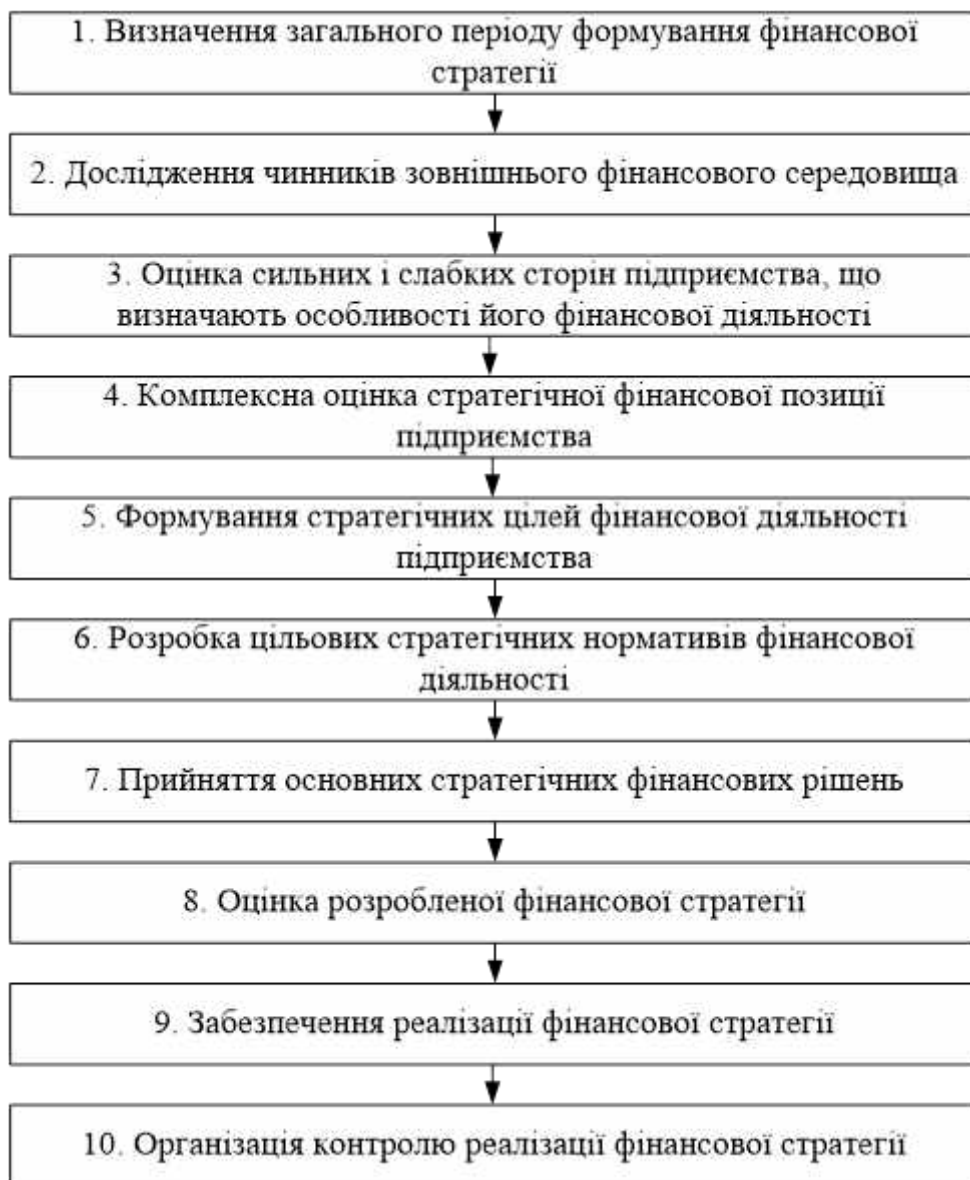 1. Визначення загального періоду формування фінансової
стратегії
2. Дослідження чинників зовнішнього фінансового середовища
3. Оцінка сильних і слабких сторін підприємства, що
визначають особливості його фінансової діяльності
4. Комплексна оцінка стратегічної фінансової позиції
підприємства
5. Формування стратегічних цілей фінансової діяльності
підприємства
6. Розробка цільових стратегічних нормативів фінансової
діяльності
7. Прийняття основних стратегічних фінансових рішень
8. Оцінка розробленої фінансової стратегії
9. Забезпечення реалізації фінансової стратегії
10. Організація контролю реалізації фінансової стратегії